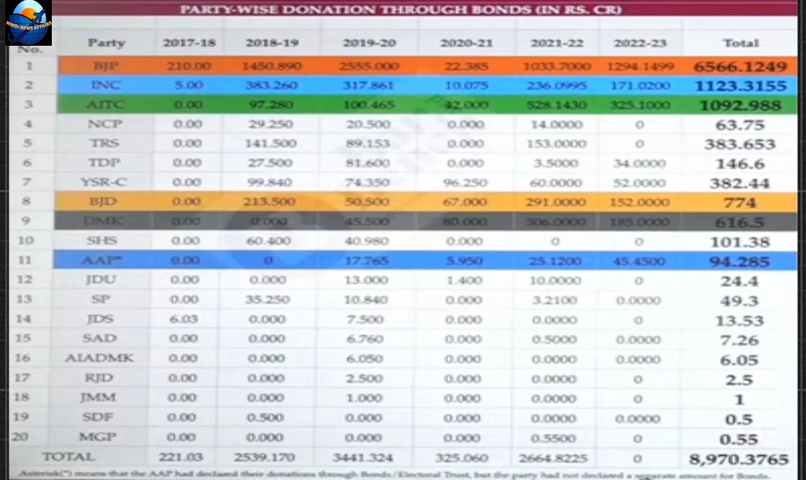 HINDI NEWS AFFAIRS
PARTY-WISE DONATION THROUGH BONDS (IN RS. CR)
No. Party 2017-18 2018-19 2019-20 2020-21 2021-22 2022-23 Total
1 BJP 210.00 1450.890 2555.000 22.385 1033.7000 1294.1499 6566.1249
2 INC 5.00 383.260 317.861 10.075 236.0995 171.0200 1123.3155
3 AITC 0.00 97.280 100.465 42.000 528.1430 325.1000 1092.988
4 NCP 0.00 29.250 20.500 0.000 14.0000 0 63.75
5 TRS 0.00 141.500 89.153 0.000 153.0000 0 383.653
6 TDP 0.00 27.500 81.600 0.000 3.5000 34.0000 146.6
7 YSR-C 0.00 99.840 74.350 96.250 60.0000 52.0000 382.44
8 BJD 0.00 213.500 50.500 67.000 291.0000 152.0000 774
9 DMK 0.00 0.000 45.500 80.000 306.0000 185.0000 616.5
10 SHS 0.00 60.400 40.980 0.000 0 0 101.38
11 AAP* 0.00 0 17.765 5.950 25.1200 45.4500 94.285
12 JDU 0.00 0.000 13.000 1.400 10.0000 0 24.4
13 SP 0.00 35.250 10.840 0.000 3.2100 0.0000 49.3
14 JDS 6.03 0.000 7.500 0.000 0.0000 0 13.53
15 SAD 0.00 0.000 6.760 0.000 0.5000 0.0000 7.26
16 AIADMK 0.00 0.000 6.050 0.000 0.0000 0.0000 6.05
17 RJD 0.00 0.000 2.500 0.000 0.0000 0 2.5
18 JMM 0.00 0.000 1.000 0.000 0.0000 0 1
19 SDF 0.00 0.500 0.000 0.000 0.0000 0.0000 0.5
20 MGP 0.00 0.000 0.000 0.000 0.5500 0 0.55
TOTAL 221.03 2539.170 3441.324 325.060 2664.8225 0 8,970.3765
Asterisk(*) means that the AAP had declared their donations through Bonds/Electoral Trust, but the party had not declared a separate amount for Bonds.